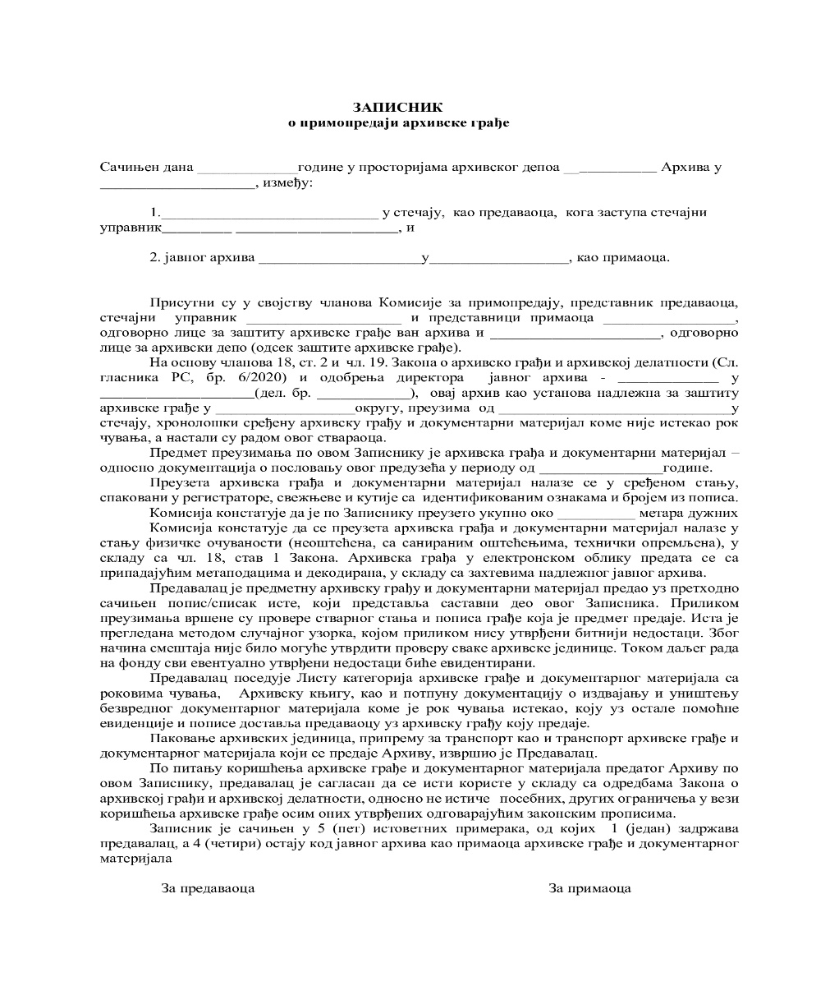 ЗАПИСНИК
о примопредаји архивске грађе
Сачињен дана _____________године у просторијама архивског депоа ____________ Архива у
____________________, између:
1.____________________________ у стечају, као предаваоца, кога заступа стечајни
управник_________ _____________________, и
2. јавног архива _____________________у__________________, као примаоца.
Присутни су у својству чланова Комисије за примопредају, представник предаваоца,
стечајни управник ____________________ и представници примаоца _________________,
одговорно лице за заштиту архивске грађе ван архива и ______________________, одговорно
лице за архивски депо (одсек заштите архивске грађе).
На основу чланова 18, ст. 2 и чл. 19. Закона о архивско грађи и архивској делатности (Сл.
гласника РС, бр. 6/2020) и одобрења директора јавног архива - _____________ у
____________________(дел. бр. ____________), овај архив као установа надлежна за заштиту
архивске грађе у __________________округу, преузима од ______________________________у
стечају, хронолошки сређену архивску грађу и документарни материјал коме није истекао рок
чувања, а настали су радом овог ствараоца.
Предмет преузимања по овом Записнику је архивска грађа и документарни материјал –
односно документација о пословању овог предузећа у периоду од ________________године.
Преузета архивска грађа и документарни материјал налазе се у сређеном стању,
спаковани у регистраторе, свежњеве и кутије са идентификованим ознакама и бројем из пописа.
Комисија констатује да је по Записнику преузето укупно око __________ метара дужних
Комисија констатује да се преузета архивска грађа и документарни материјал налазе у
стању физичке очуваности (неоштећена, са санираним оштећењима, технички опремљена), у
складу са чл. 18, став 1 Закона. Архивска грађа у електронском облику предата се са
припадајућим метаподацима и декодирана, у складу са захтевима надлежног јавног архива.
Предавалац је предметну архивску грађу и документарни материјал предао уз претходно
сачињен попис/списак исте, који представља саставни део овог Записника. Приликом
преузимања вршене су провере стварног стања и пописа грађе која је предмет предаје. Иста је
прегледана методом случајног узорка, којом приликом нису утврђени битнији недостаци. Због
начина смештаја није било могуће утврдити проверу сваке архивске јединице. Током даљег рада
на фонду сви евентуално утврђени недостаци биће евидентирани.
Предавалац поседује Листу категорија архивске грађе и документарног материјала са
роковима чувања, Архивску књигу, као и потпуну документацију о издвајању и уништењу
безвредног документарног материјала коме је рок чувања истекао, коју уз остале помоћне
евиденције и пописе доставља предаваоцу уз архивску грађу коју предаје.
Паковање архивских јединица, припрему за транспорт као и транспорт архивске грађе и
документарног материјала који се предаје Архиву, извршио је Предавалац.
По питању коришћења архивске грађе и документарног материјала предатог Архиву по
овом Записнику, предавалац је сагласан да се исти користе у складу са одредбама Закона о
архивској грађи и архивској делатности, односно не истиче посебних, других ограничења у вези
коришћења архивске грађе осим оних утврђених одговарајућим законским прописима.
Записник је сачињен у 5 (пет) истоветних примерака, од којих 1 (један) задржава
предавалац, а 4 (четири) остају код јавног архива као примаоца архивске грађе и документарног
материјала
За предаваоца За примаоца